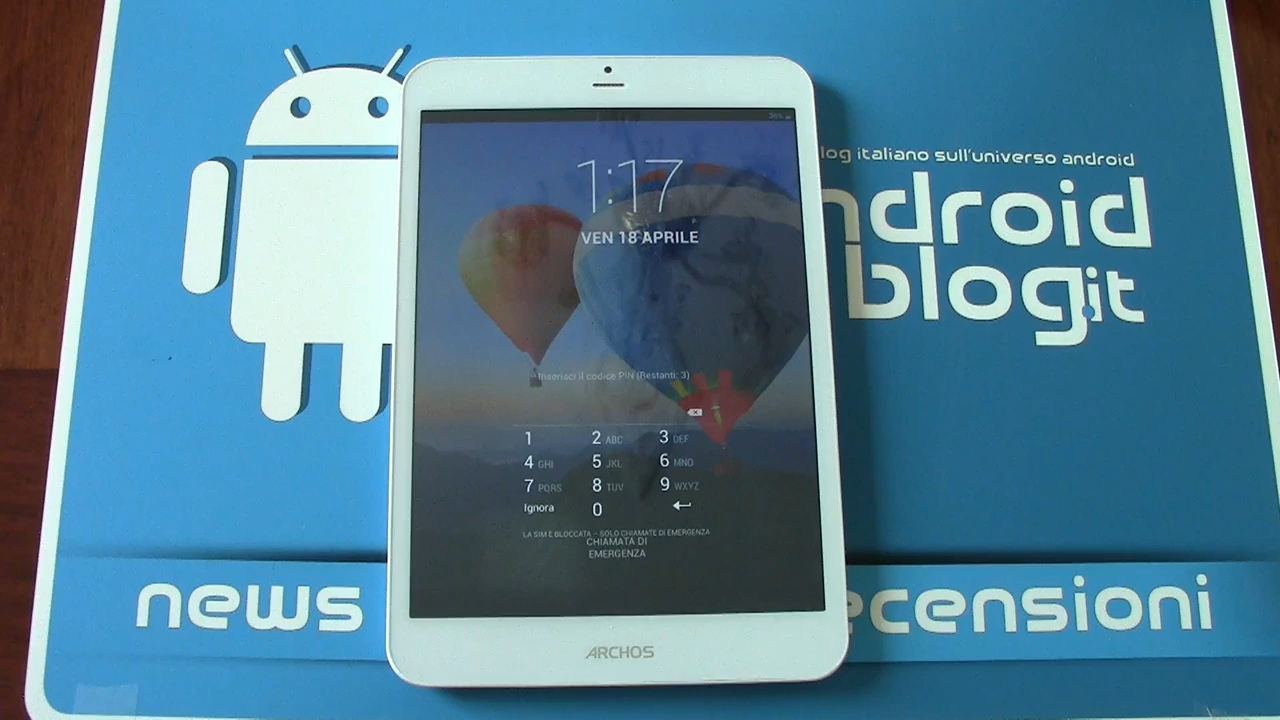 36%
1:17
VEN 18 APRILE
Inserisci il codice PIN (Restanti: 3)
1
2 ABC
3 DEF
4 GHI
5 JKL
6 MNO
7 PQRS
8 TUV
9 WXYZ
Ignora
0
LA SIM È BLOCCATA – SOLO CHIAMATE DI EMERGENZA
CHIAMATA DI
EMERGENZA
ARCHOS
log italiano sull'universo android
ndroid
blog.it
news
ecensioni